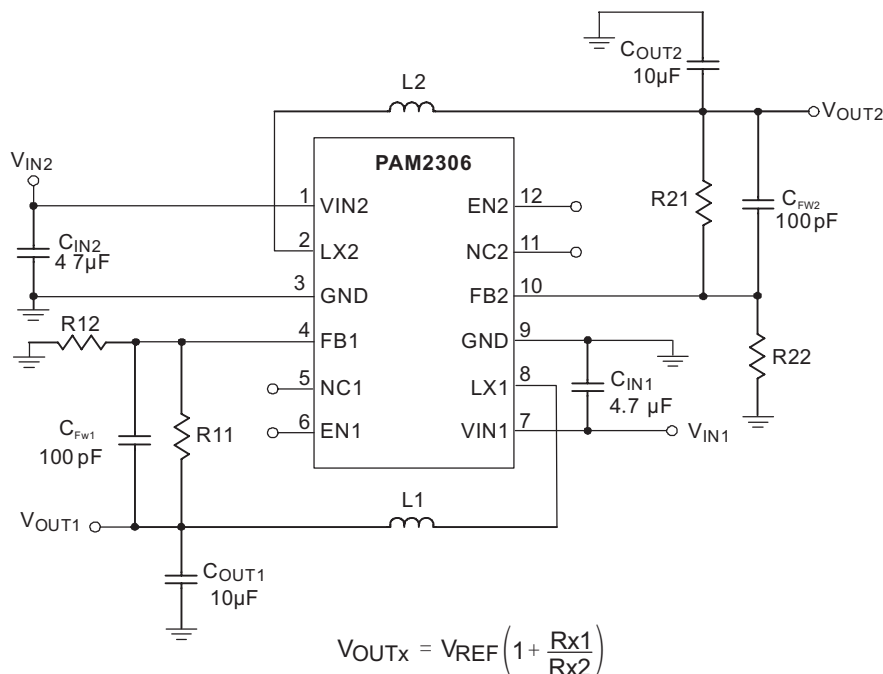 COUT2
10µF
L2
VOUT2
VIN2
PAM2306
1 VIN2
EN2 12
R21
CFW2
100pF
CIN2
4 7µF
2 LX2
NC2 11
3 GND
FB2 10
R12
4 FB1
GND 9
R22
5 NC1
LX1 8
CIN1
4.7 µF
6 EN1
VIN1 7
VIN1
CFw1
100 pF
R11
L1
VOUT1
COUT1
10µF
VOUTx = VREF(1 + Rx1/Rx2)